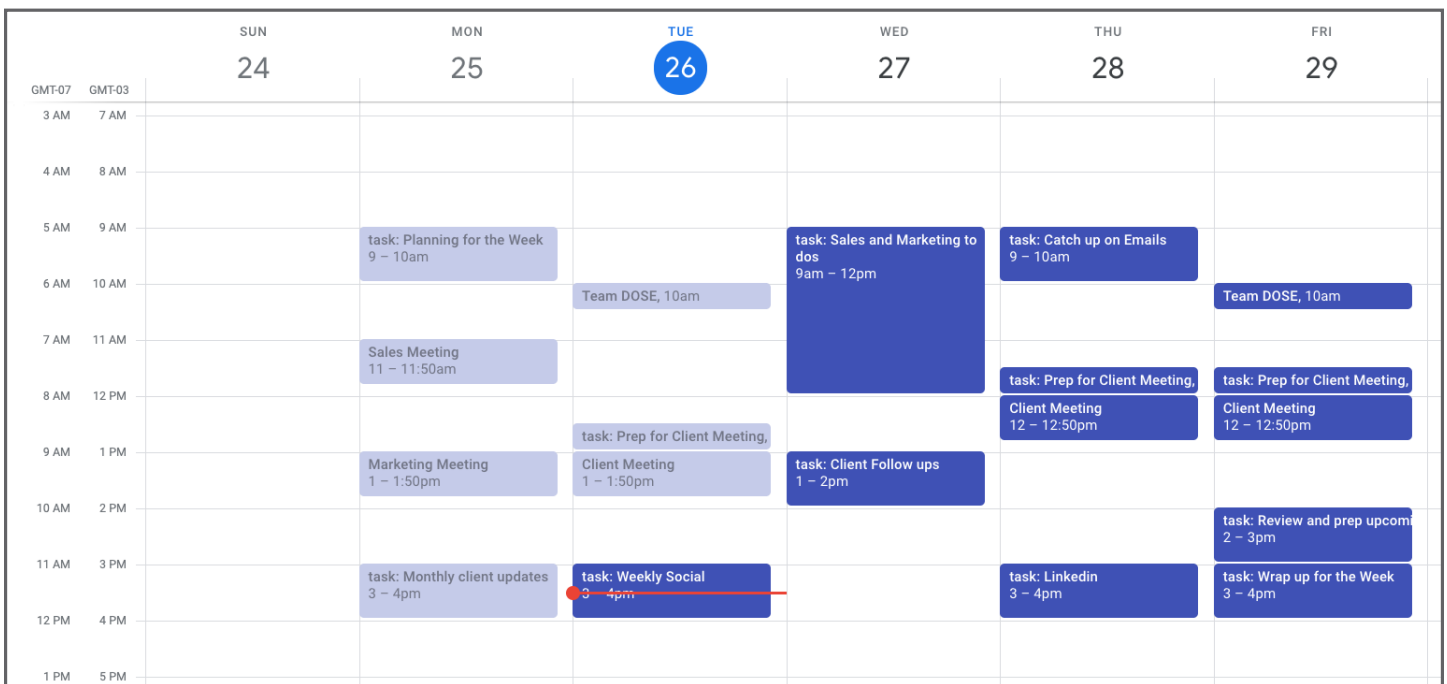 SUN MON TUE WED THU FRI
24 25 26 27 28 29
GMT-07 GMT-03
3 AM 7 AM
4 AM 8 AM
5 AM 9 AM
6 AM 10 AM
7 AM 11 AM
8 AM 12 PM
9 AM 1 PM
10 AM 2 PM
11 AM 3 PM
12 PM 4 PM
1 PM 5 PM
task: Planning for the Week
9 – 10am
Sales Meeting
11 – 11:50am
Marketing Meeting
1 – 1:50pm
task: Monthly client updates
3 – 4pm
Team DOSE, 10am
task: Prep for Client Meeting,
Client Meeting
1 – 1:50pm
task: Weekly Social
3 – 4pm
task: Sales and Marketing to
dos
9am – 12pm
task: Client Follow ups
1 – 2pm
task: Catch up on Emails
9 – 10am
task: Prep for Client Meeting,
Client Meeting
12 – 12:50pm
task: Linkedin
3 – 4pm
Team DOSE, 10am
task: Prep for Client Meeting,
Client Meeting
12 – 12:50pm
task: Review and prep upcomi
2 – 3pm
task: Wrap up for the Week
3 – 4pm